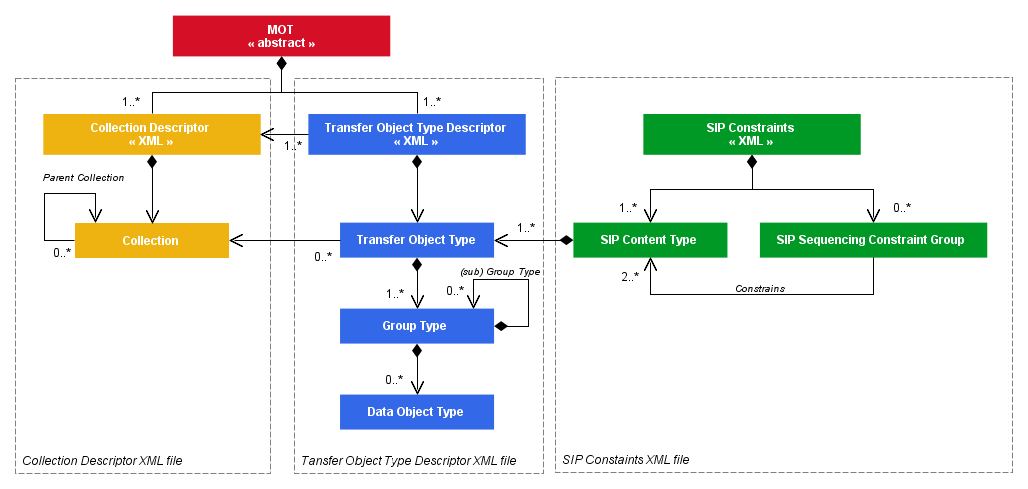 MOT
« abstract »
1..*
1..*
Collection Descriptor
« XML »
1..*
Transfer Object Type Descriptor
« XML »
SIP Constraints
« XML »
Parent Collection
0..*
Collection
0..*
Transfer Object Type
1..*
1..*
SIP Content Type
0..*
SIP Sequencing Constraint Group
2..*
Constrains
1..*
(sub) Group Type
0..*
Group Type
0..*
Data Object Type
Collection Descriptor XML file
Tansfer Object Type Descriptor XML file
SIP Constaints XML file